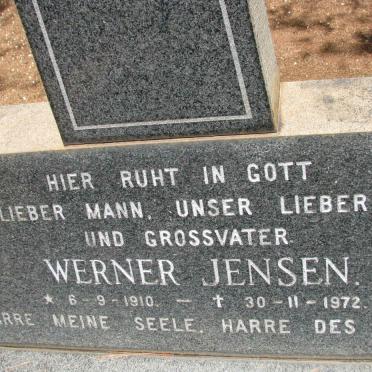 HIER RUHT IN GOTT
LIEBER MANN, UNSER LIEBER
UND GROSSVATER
WERNER JENSEN.
* 6-9-1910. — † 30-11-1972.
RRE MEINE SEELE, HARRE DES